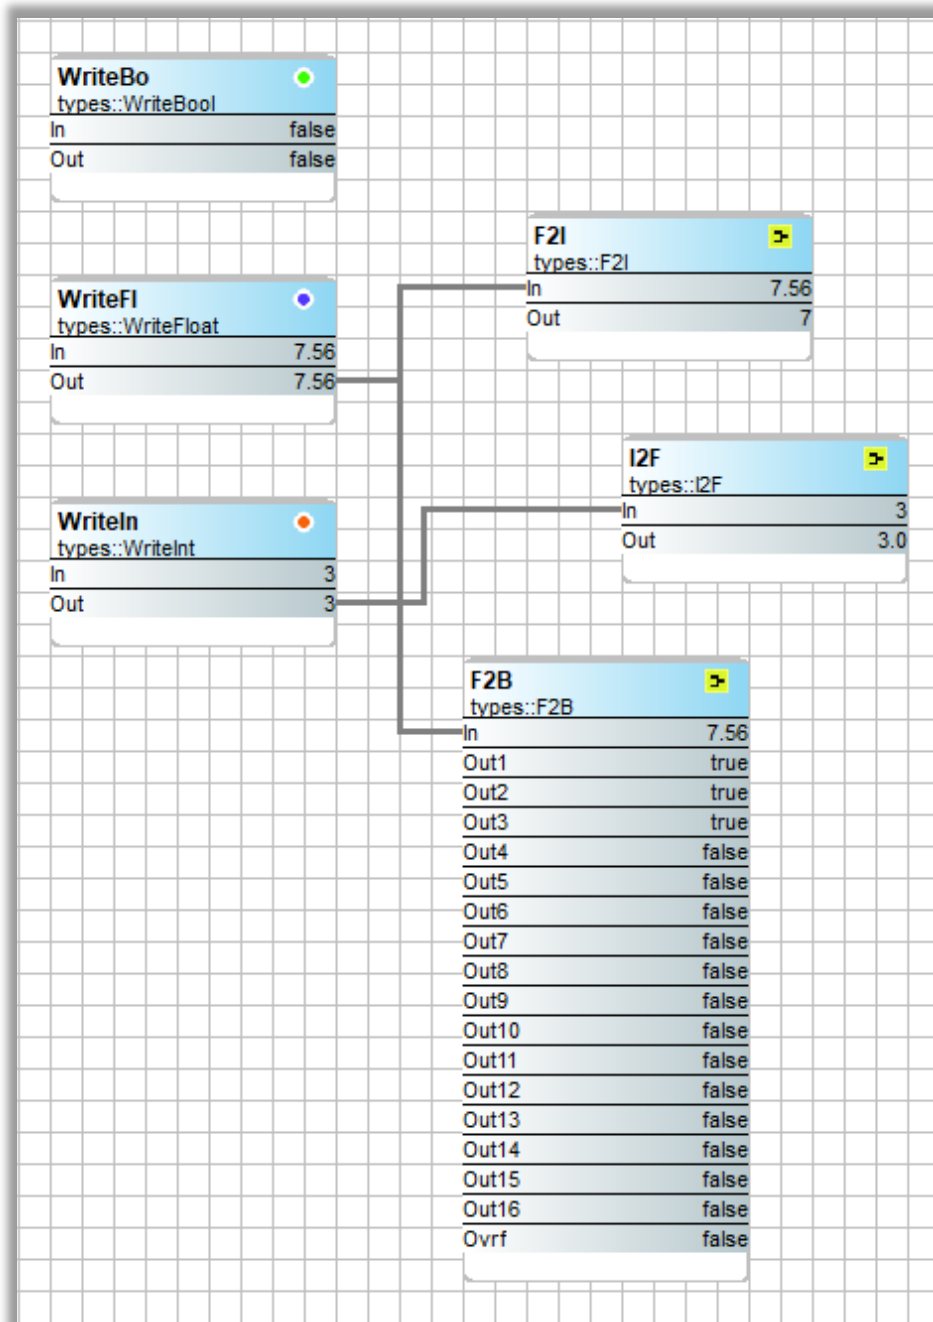 WriteBo
types::WriteBool
In false
Out false
WriteFl
types::WriteFloat
In 7.56
Out 7.56
WriteIn
types::WriteInt
In 3
Out 3
F2I
types::F2I
In 7.56
Out 7
I2F
types::I2F
In 3
Out 3.0
F2B
types::F2B
In 7.56
Out1 true
Out2 true
Out3 true
Out4 false
Out5 false
Out6 false
Out7 false
Out8 false
Out9 false
Out10 false
Out11 false
Out12 false
Out13 false
Out14 false
Out15 false
Out16 false
Ovrf false